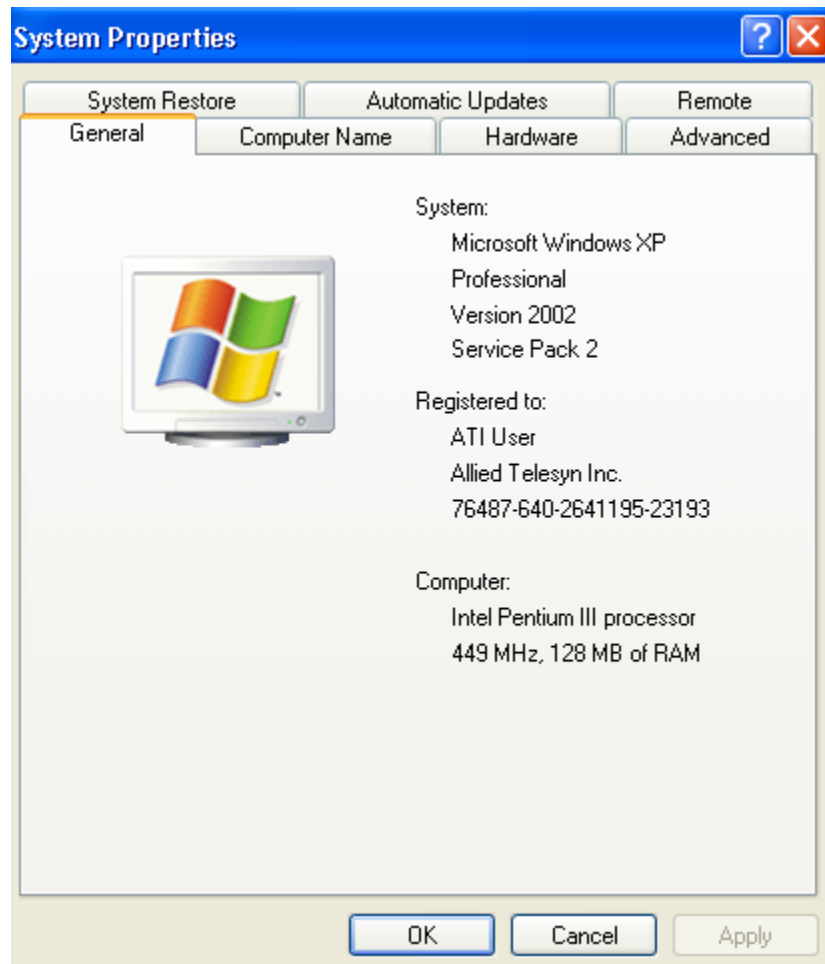 System Properties
System Restore Automatic Updates Remote
General Computer Name Hardware Advanced
System:
Microsoft Windows XP
Professional
Version 2002
Service Pack 2
Registered to:
ATI User
Allied Telesyn Inc.
76487-640-2641195-23193
Computer:
Intel Pentium III processor
449 MHz, 128 MB of RAM
OK Cancel Apply